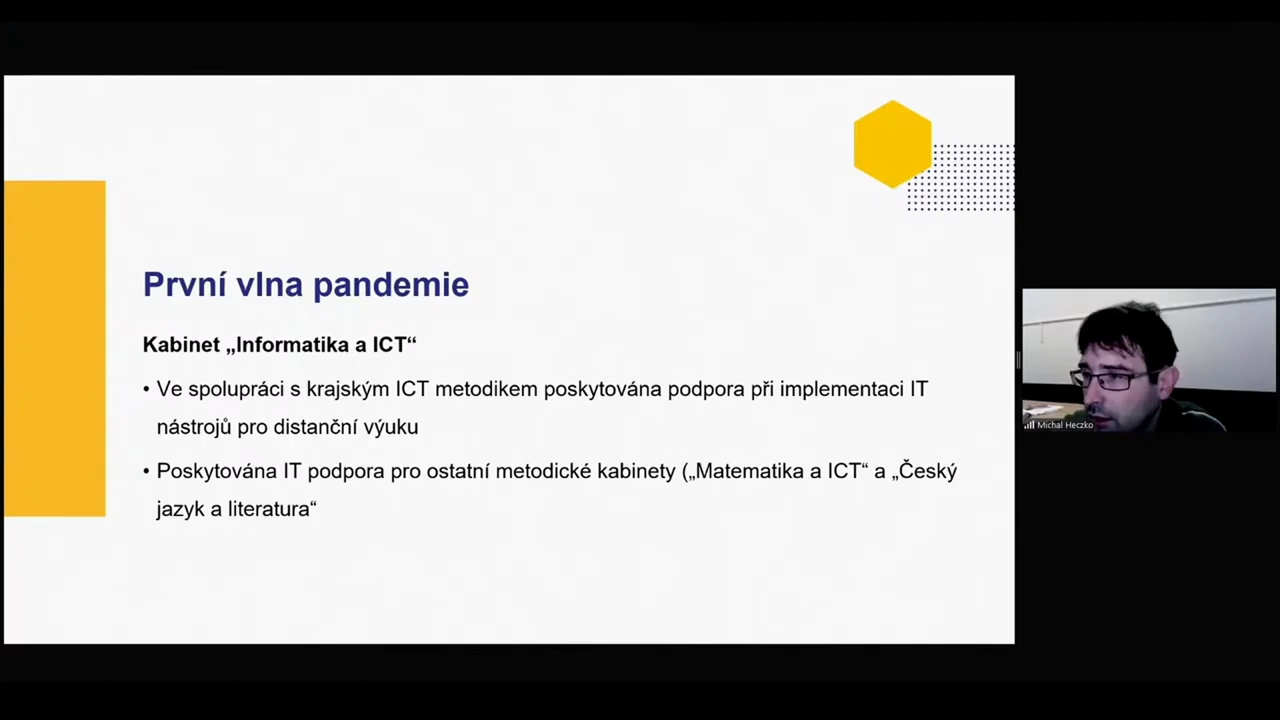 První vlna pandemie
Kabinet „Informatika a ICT“
• Ve spolupráci s krajským ICT metodikem poskytována podpora při implementaci IT
nástrojů pro distanční výuku
• Poskytována IT podpora pro ostatní metodické kabinety („Matematika a ICT“ a „Český
jazyk a literatura“
Michal Heczko